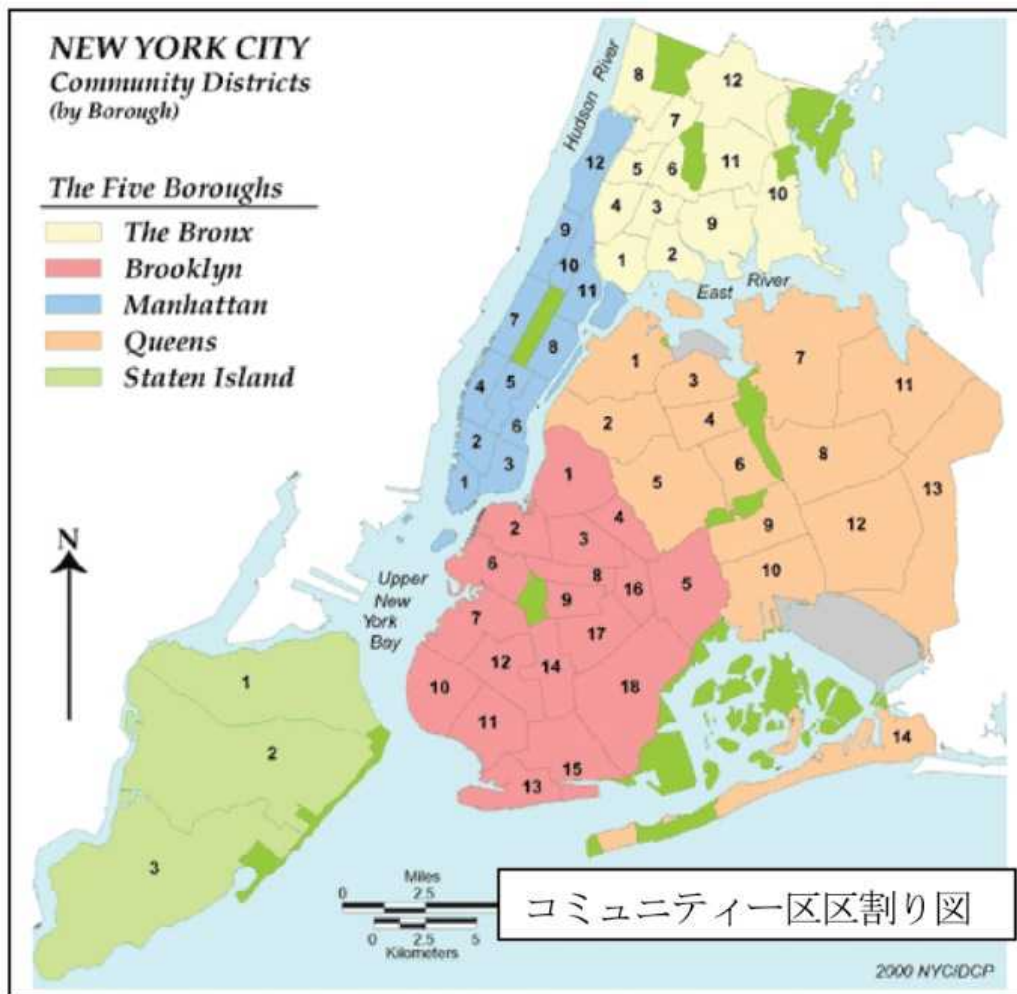 NEW YORK CITY
Community Districts
(by Borough)
The Five Boroughs
The Bronx
Brooklyn
Manhattan
Queens
Staten Island
Hudson River
8
12
7
12
5
6
11
10
4
3
9
9
1
2
10
11
East River
7
8
1
7
3
11
4
5
2
4
6
8
2
3
6
13
1
1
5
9
12
4
2
3
10
N
6
8
16
5
Upper
New
York
Bay
9
7
17
12
14
1
10
18
11
2
14
15
13
3
Miles
0 2.5
0 2.5 5
Kilometers
コミュニティー区区割り図
2000 NYC/DCP